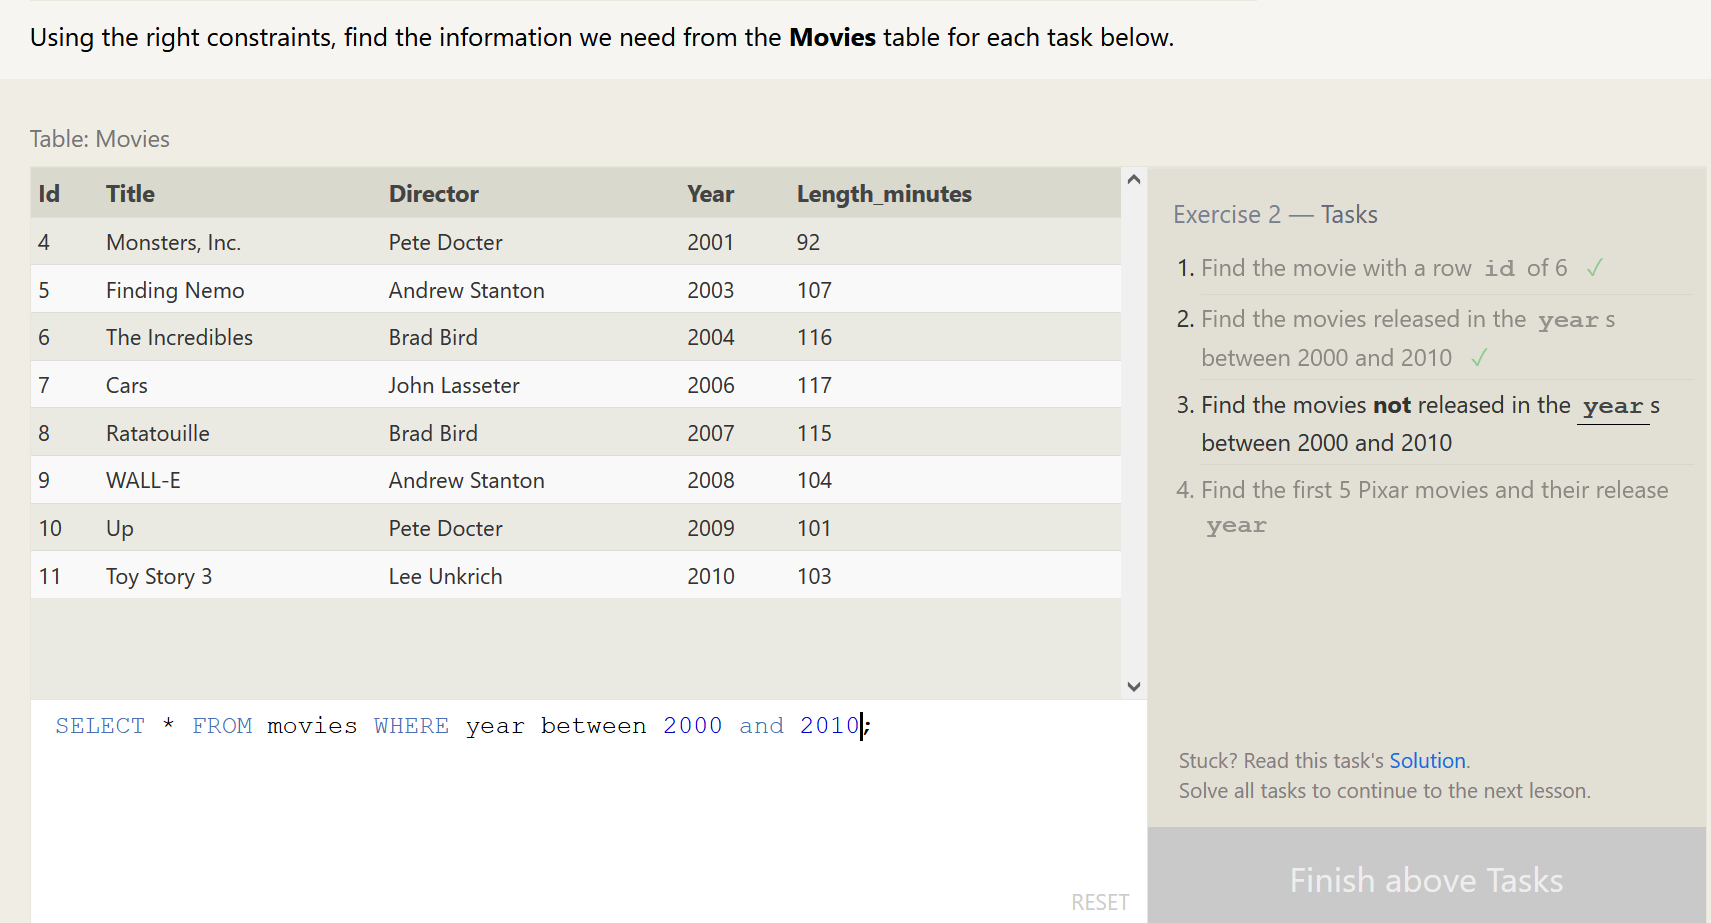 Using the right constraints, find the information we need from the Movies table for each task below.
Table: Movies
Id Title Director Year Length_minutes
4 Monsters, Inc. Pete Docter 2001 92
5 Finding Nemo Andrew Stanton 2003 107
6 The Incredibles Brad Bird 2004 116
7 Cars John Lasseter 2006 117
8 Ratatouille Brad Bird 2007 115
9 WALL-E Andrew Stanton 2008 104
10 Up Pete Docter 2009 101
11 Toy Story 3 Lee Unkrich 2010 103
SELECT * FROM movies WHERE year between 2000 and 2010;
RESET
Exercise 2 — Tasks
1. Find the movie with a row id of 6 ✓
2. Find the movies released in the year s
between 2000 and 2010 ✓
3. Find the movies not released in the year s
between 2000 and 2010
4. Find the first 5 Pixar movies and their release
year
Stuck? Read this task's Solution.
Solve all tasks to continue to the next lesson.
Finish above Tasks